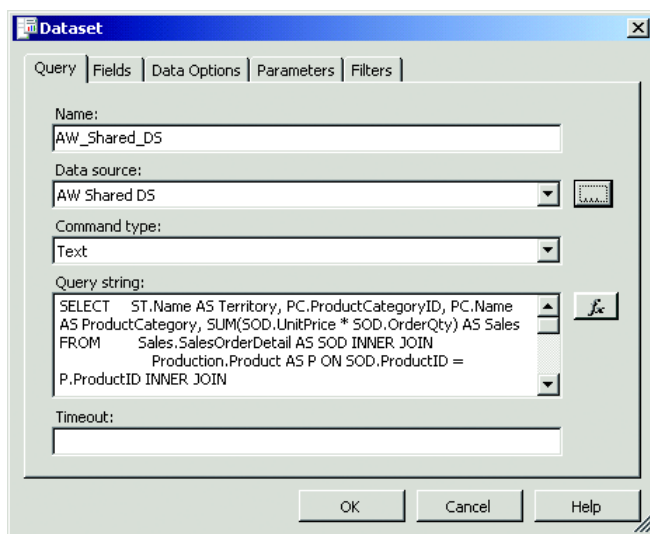 Dataset
Query Fields Data Options Parameters Filters
Name:
AW_Shared_DS
Data source:
AW Shared DS
...
Command type:
Text
Query string:
SELECT ST.Name AS Territory, PC.ProductCategoryID, PC.Name
AS ProductCategory, SUM(SOD.UnitPrice * SOD.OrderQty) AS Sales
FROM Sales.SalesOrderDetail AS SOD INNER JOIN
Production.Product AS P ON SOD.ProductID =
P.ProductID INNER JOIN
fx
Timeout:
OK Cancel Help